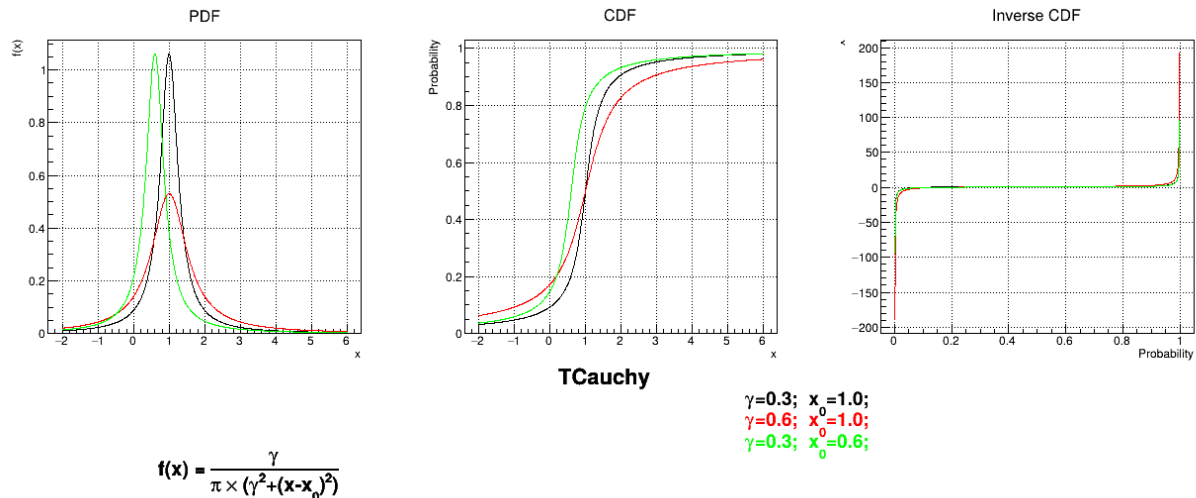 PDF
f(x)
1
0.8
0.6
0.4
0.2
0
−2 −1 0 1 2 3 4 5 6
x
CDF
Probability
1
0.8
0.6
0.4
0.2
0
−2 −1 0 1 2 3 4 5 6
x
Inverse CDF
200
150
100
50
0
−50
−100
−150
−200
0 0.2 0.4 0.6 0.8 1
Probability
TCauchy
γ=0.3; x₀=1.0;
γ=0.6; x₀=1.0;
γ=0.3; x₀=0.6;
γ
f(x) =
π × (γ²+(x-x₀)²)